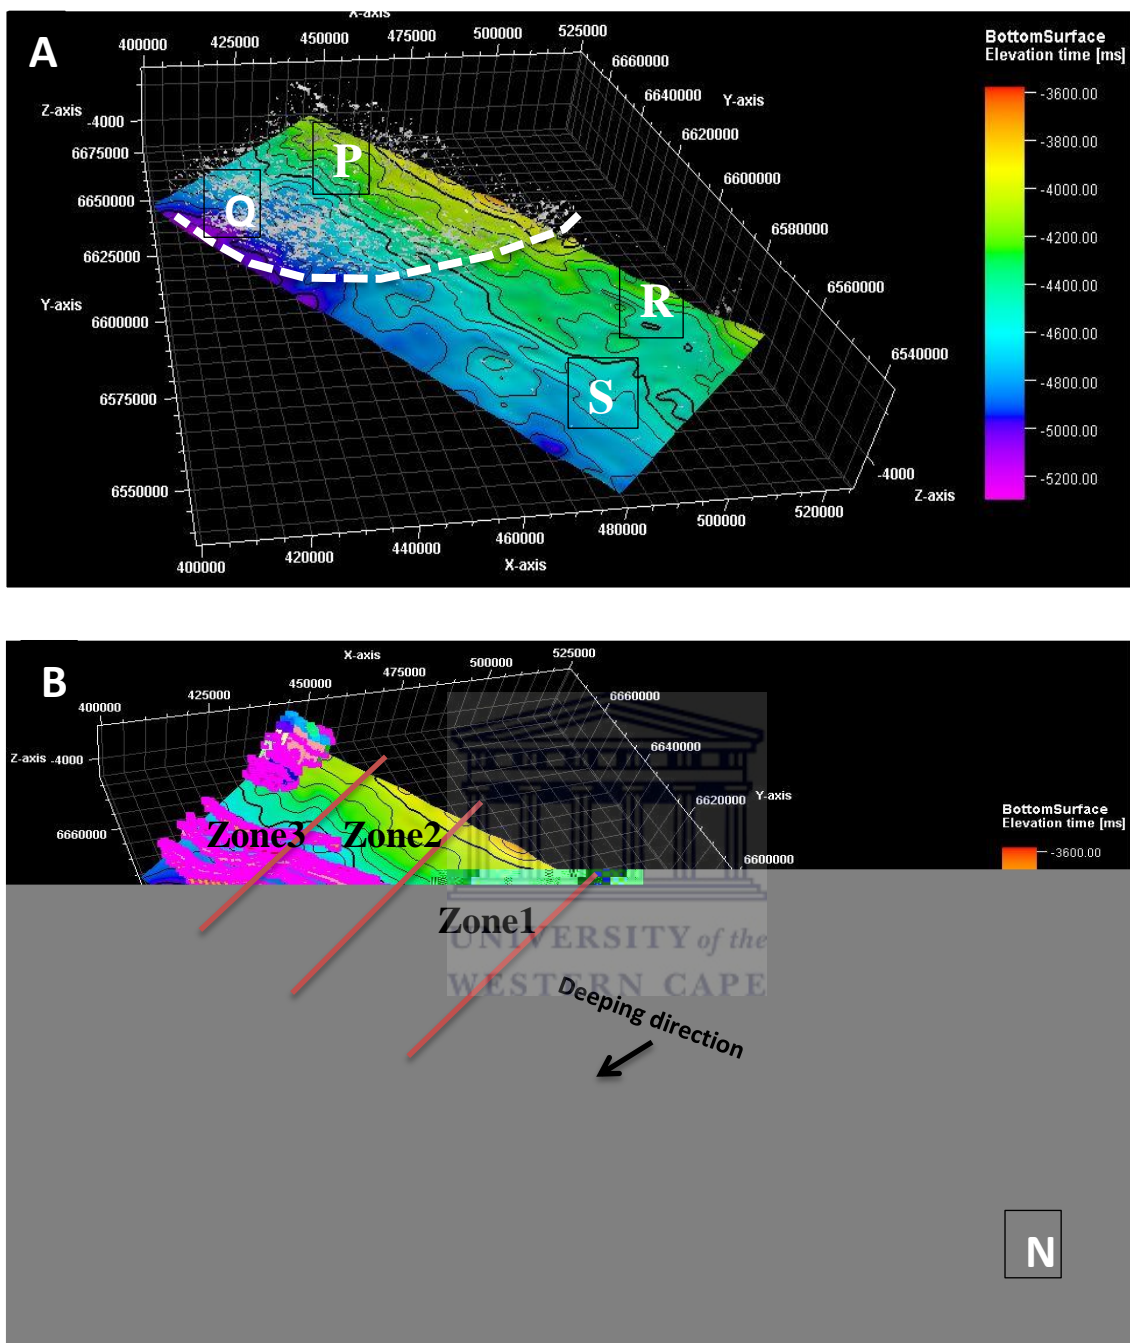 A
X-axis
400000
425000
450000
475000
500000
525000
6660000
6640000
Y-axis
6620000
6600000
6580000
6560000
6540000
Z-axis
-4000
6675000
6650000
6625000
Y-axis
6600000
6575000
6550000
P
Q
R
S
-4000
Z-axis
400000
420000
440000
460000
480000
500000
520000
X-axis
BottomSurface
Elevation time [ms]
-3600.00
-3800.00
-4000.00
-4200.00
-4400.00
-4600.00
-4800.00
-5000.00
-5200.00
B
X-axis
400000
425000
450000
475000
500000
525000
6660000
6640000
Y-axis
6620000
6600000
Z-axis -4000
6660000
Zone3
Zone2
Zone1
BottomSurface
Elevation time [ms]
-3600.00
UNIVERSITY of the
WESTERN CAPE
Deeping direction
N